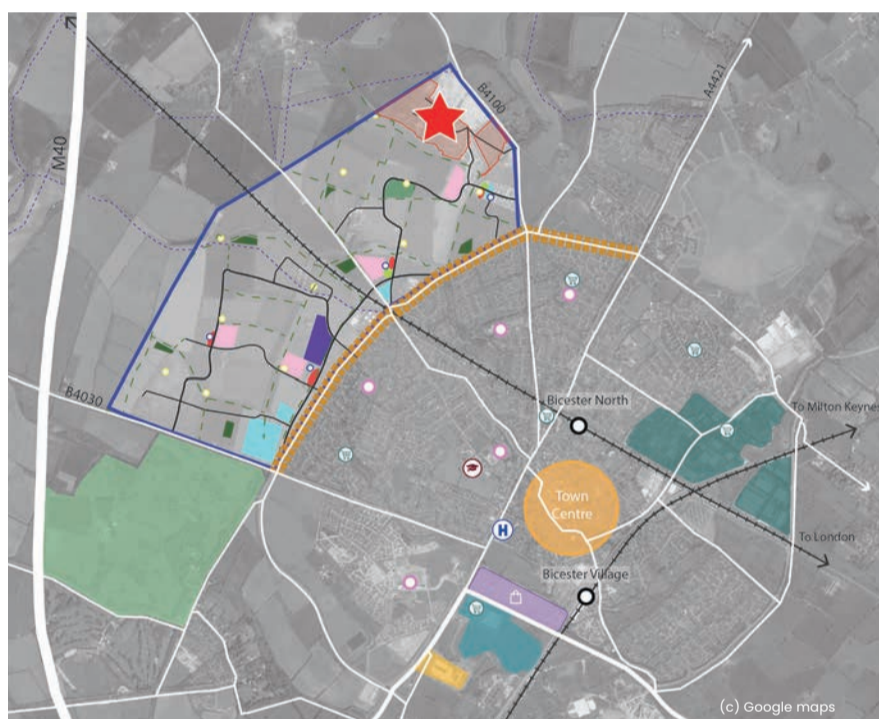 B4100
A4421
M40
B4030
Bicester North
To Milton Keynes
Town
Centre
H
To London
Bicester Village
(c) Google maps